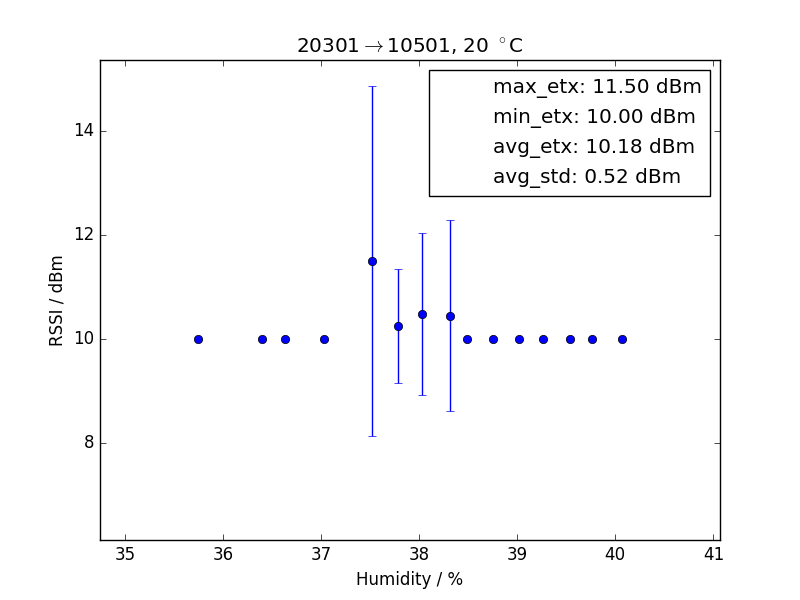 20301→10501, 20 °C
max_etx: 11.50 dBm
min_etx: 10.00 dBm
avg_etx: 10.18 dBm
avg_std: 0.52 dBm
14
12
10
8
RSSI / dBm
35 36 37 38 39 40 41
Humidity / %